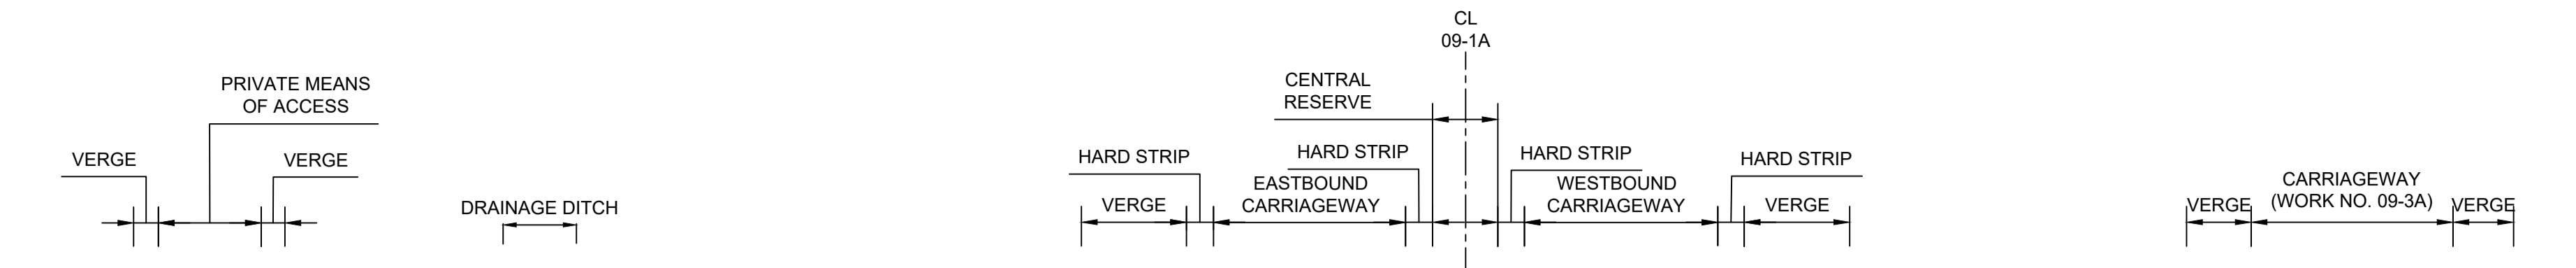 CL
09-1A
PRIVATE MEANS
OF ACCESS
VERGE
VERGE
DRAINAGE DITCH
CENTRAL
RESERVE
HARD STRIP
HARD STRIP
HARD STRIP
HARD STRIP
VERGE
EASTBOUND
CARRIAGEWAY
WESTBOUND
CARRIAGEWAY
VERGE
VERGE
CARRIAGEWAY
(WORK NO. 09-3A)
VERGE